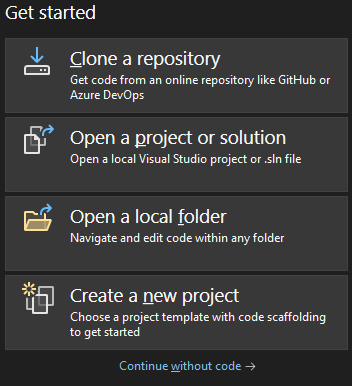 Get started
Clone a repository
Get code from an online repository like GitHub or
Azure DevOps
Open a project or solution
Open a local Visual Studio project or .sln file
Open a local folder
Navigate and edit code within any folder
Create a new project
Choose a project template with code scaffolding
to get started
Continue without code →